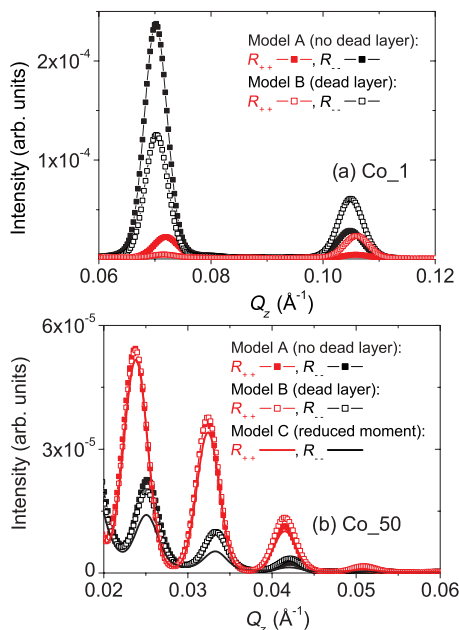 2x10⁻⁴
1x10⁻⁴
Intensity (arb. units)
Model A (no dead layer):
R₊₊ , R₋₋
Model B (dead layer):
R₊₊ , R₋₋
(a) Co_1
0.06 0.08 0.10 0.12
Q_z (Å⁻¹)
6x10⁻⁵
3x10⁻⁵
0
Intensity (arb. units)
Model A (no dead layer):
R₊₊ , R₋₋
Model B (dead layer):
R₊₊ , R₋₋
Model C (reduced moment):
R₊₊ , R₋₋
(b) Co_50
0.02 0.03 0.04 0.05 0.06
Q_z (Å⁻¹)